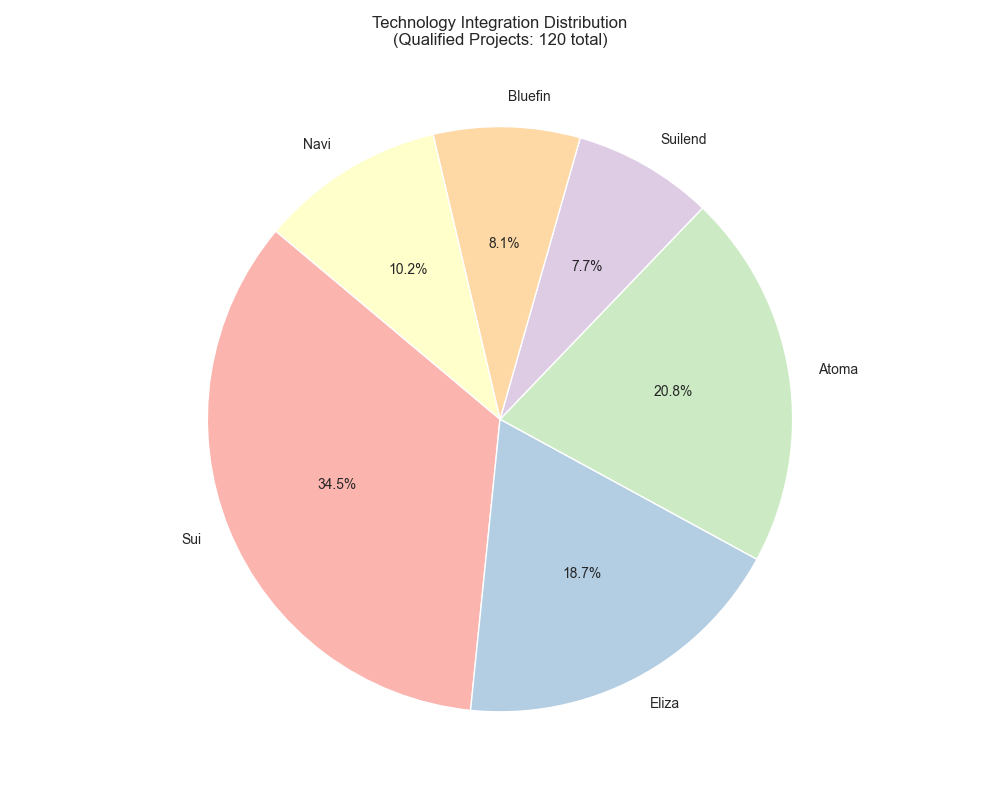 Technology Integration Distribution
(Qualified Projects: 120 total)
Bluefin
Suilend
Navi
8.1%
7.7%
10.2%
Atoma
20.8%
34.5%
Sui
18.7%
Eliza